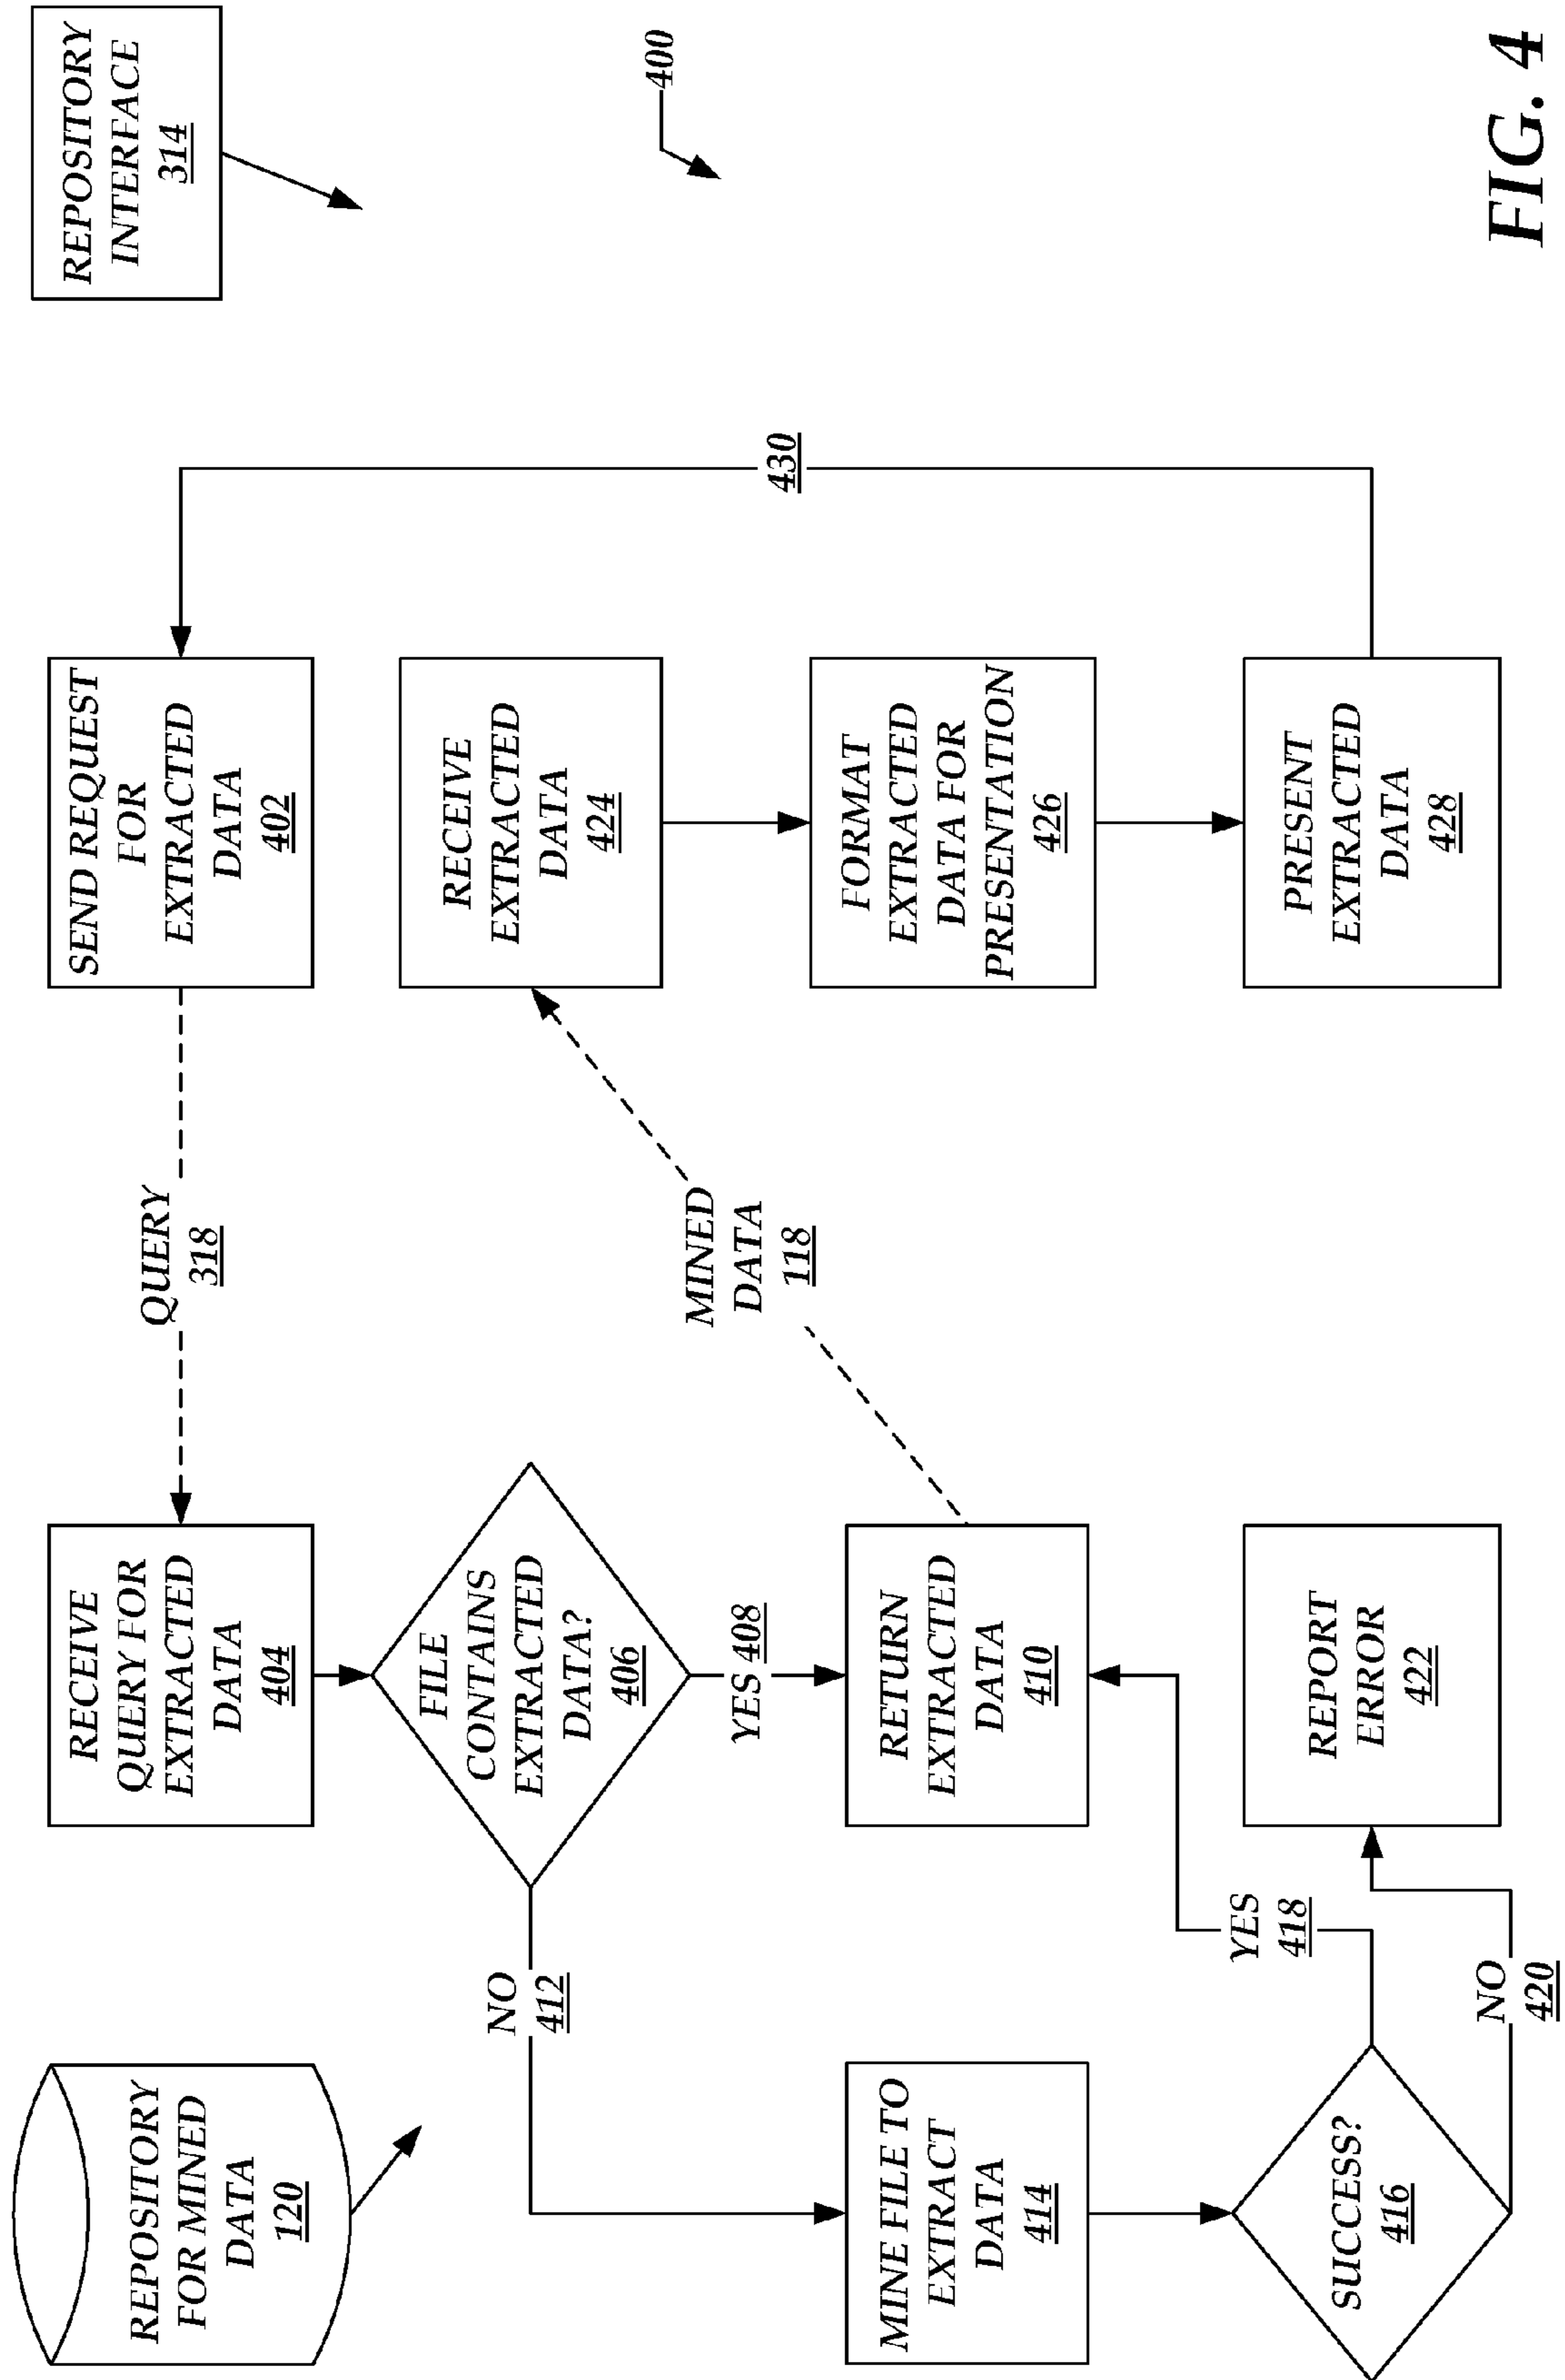 REPOSITORY
FOR MINED
DATA
120
RECEIVE
QUERY FOR
EXTRACTED
DATA
404
QUERY
318
SEND REQUEST
FOR
EXTRACTED
DATA
402
REPOSITORY
INTERFACE
314
NO
412
FILE
CONTAINS
EXTRACTED
DATA?
406
YES 408
MINED
DATA
118
RECEIVE
EXTRACTED
DATA
424
430
400
MINE FILE TO
EXTRACT
DATA
414
RETURN
EXTRACTED
DATA
410
FORMAT
EXTRACTED
DATA FOR
PRESENTATION
426
SUCCESS?
416
YES
418
NO
420
REPORT
ERROR
422
PRESENT
EXTRACTED
DATA
428
FIG. 4